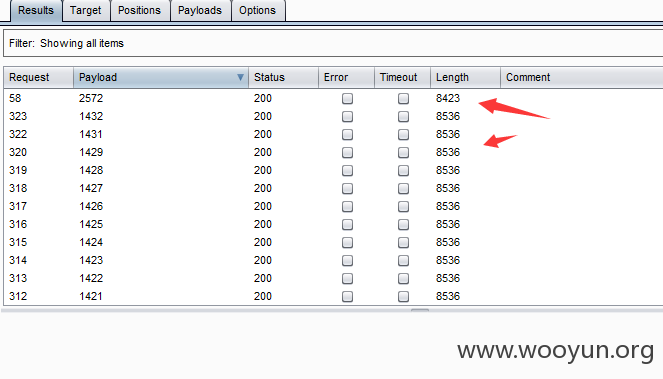 Results Target Positions Payloads Options
Filter: Showing all items
Request Payload Status Error Timeout Length Comment
58 2572 200 8423
323 1432 200 8536
322 1431 200 8536
320 1429 200 8536
319 1428 200 8536
318 1427 200 8536
317 1426 200 8536
316 1425 200 8536
315 1424 200 8536
314 1423 200 8536
313 1422 200 8536
312 1421 200 8536
www.wooyun.org